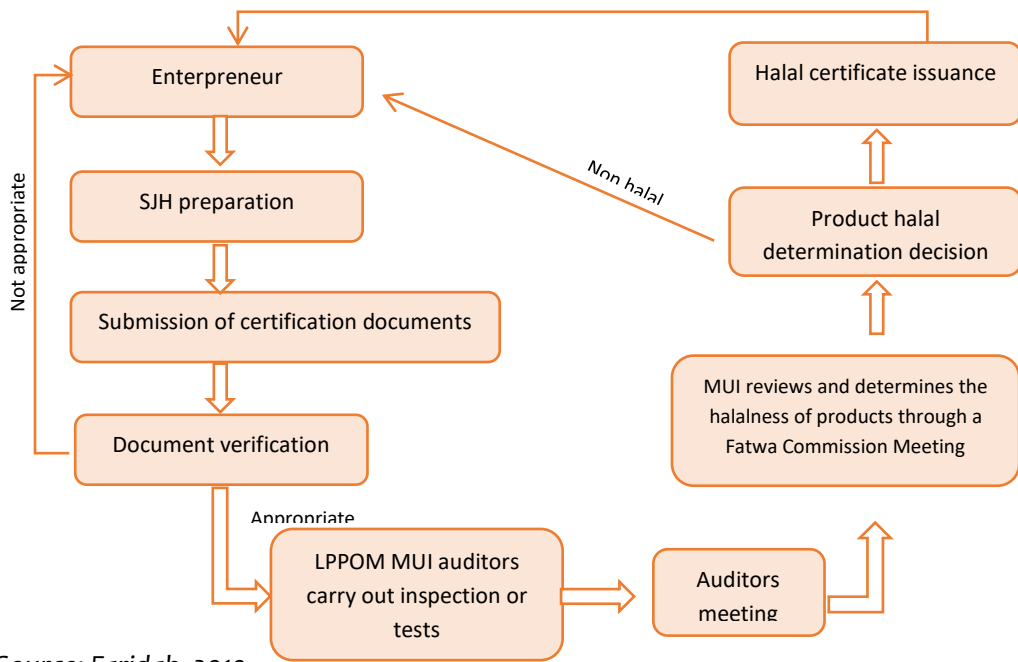 Enterpreneur
Halal certificate issuance
SJH preparation
Non halal
Product halal
determination decision
Not appropriate
Submission of certification documents
MUI reviews and determines the
halalness of products through a
Fatwa Commission Meeting
Document verification
Appropriate
LPPOM MUI auditors
carry out inspection or
tests
Auditors
meeting
Source: